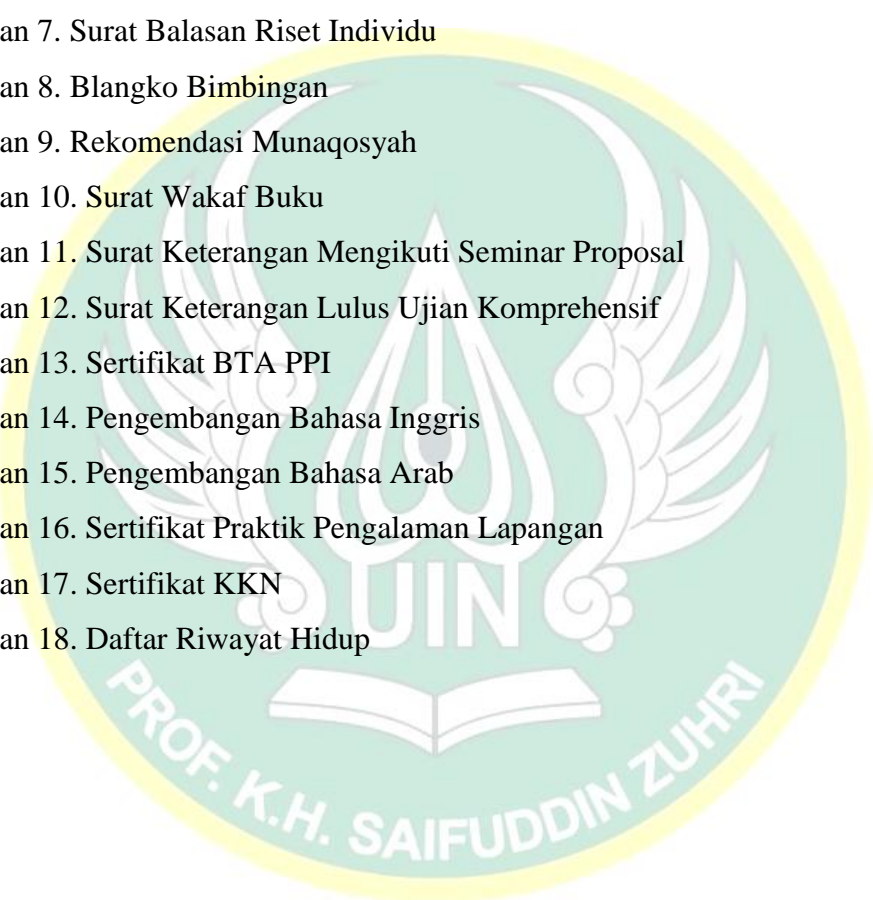 an 7. Surat Balasan Riset Individu
an 8. Blangko Bimbingan
an 9. Rekomendasi Munaqosyah
an 10. Surat Wakaf Buku
an 11. Surat Keterangan Mengikuti Seminar Proposal
an 12. Surat Keterangan Lulus Ujian Komprehensif
an 13. Sertifikat BTA PPI
an 14. Pengembangan Bahasa Inggris
an 15. Pengembangan Bahasa Arab
an 16. Sertifikat Praktik Pengalaman Lapangan
an 17. Sertifikat KKN
an 18. Daftar Riwayat Hidup
UIN
PROF. K.H. SAIFUDDIN ZUHRI